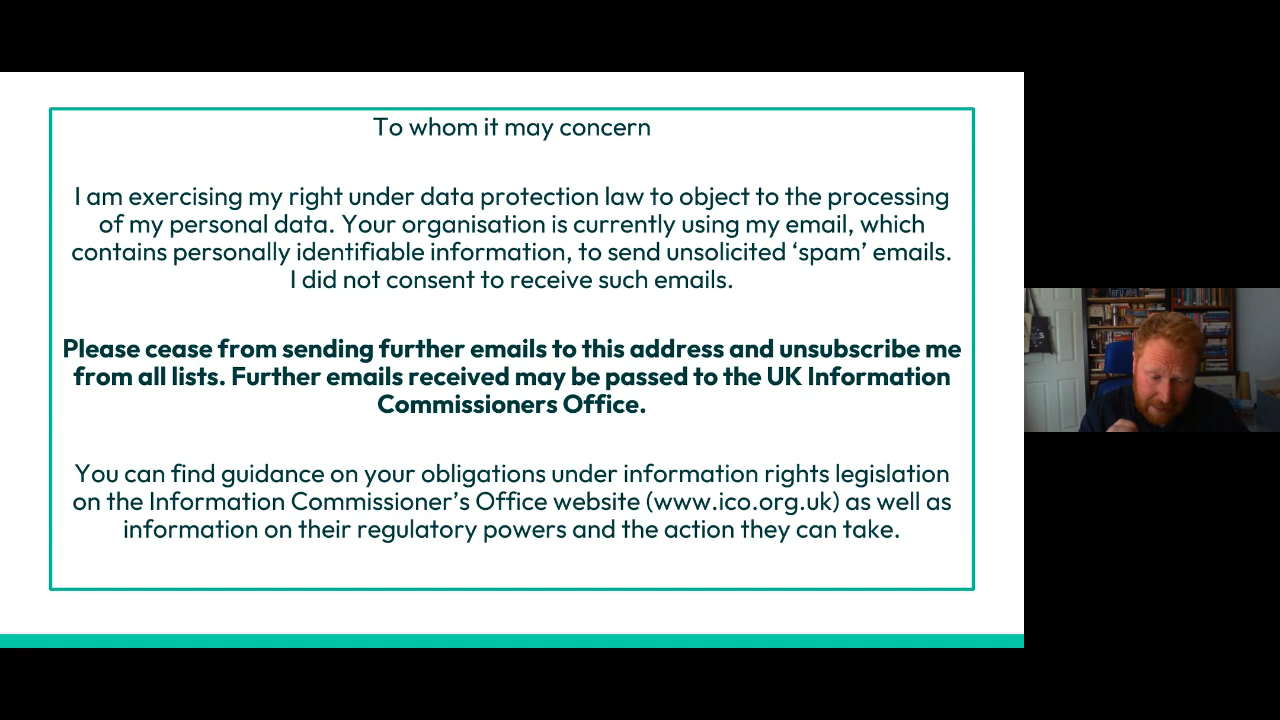 To whom it may concern
I am exercising my right under data protection law to object to the processing
of my personal data. Your organisation is currently using my email, which
contains personally identifiable information, to send unsolicited ‘spam’ emails.
I did not consent to receive such emails.
Please cease from sending further emails to this address and unsubscribe me
from all lists. Further emails received may be passed to the UK Information
Commissioners Office.
You can find guidance on your obligations under information rights legislation
on the Information Commissioner’s Office website (www.ico.org.uk) as well as
information on their regulatory powers and the action they can take.